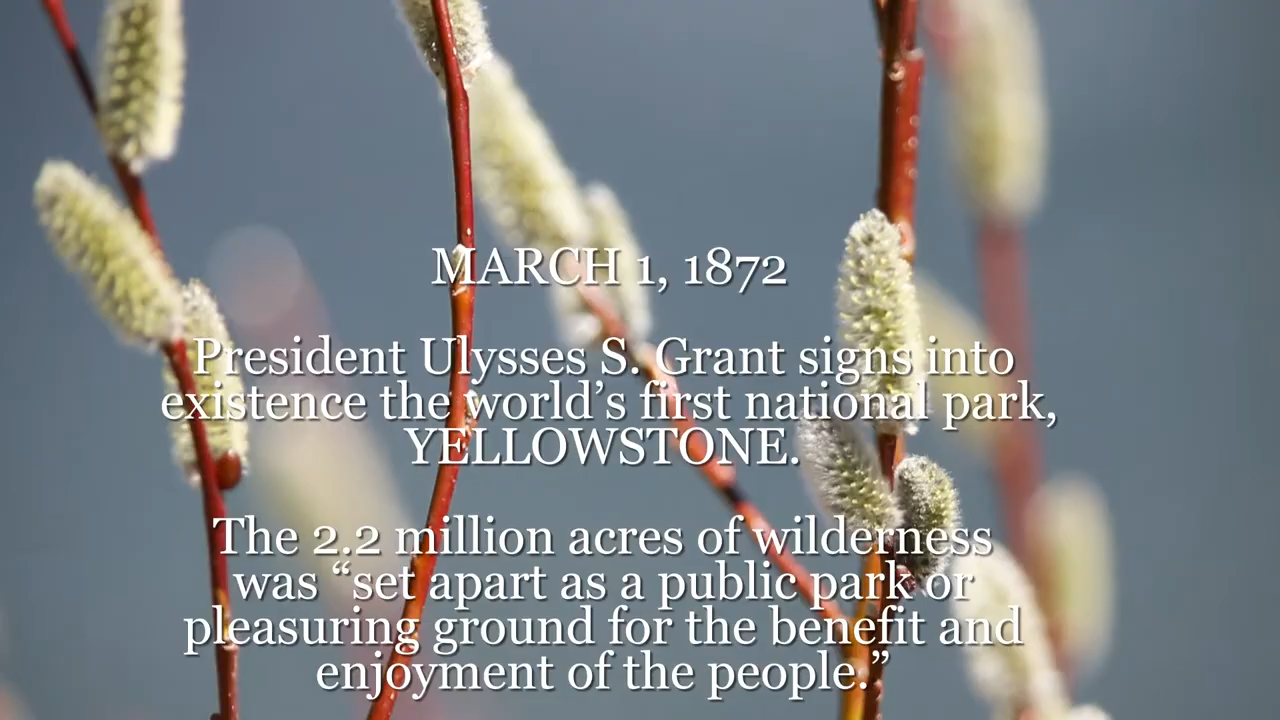 MARCH 1, 1872
President Ulysses S. Grant signs into
existence the world’s first national park,
YELLOWSTONE.
The 2.2 million acres of wilderness
was “set apart as a public park or
pleasuring ground for the benefit and
enjoyment of the people.”